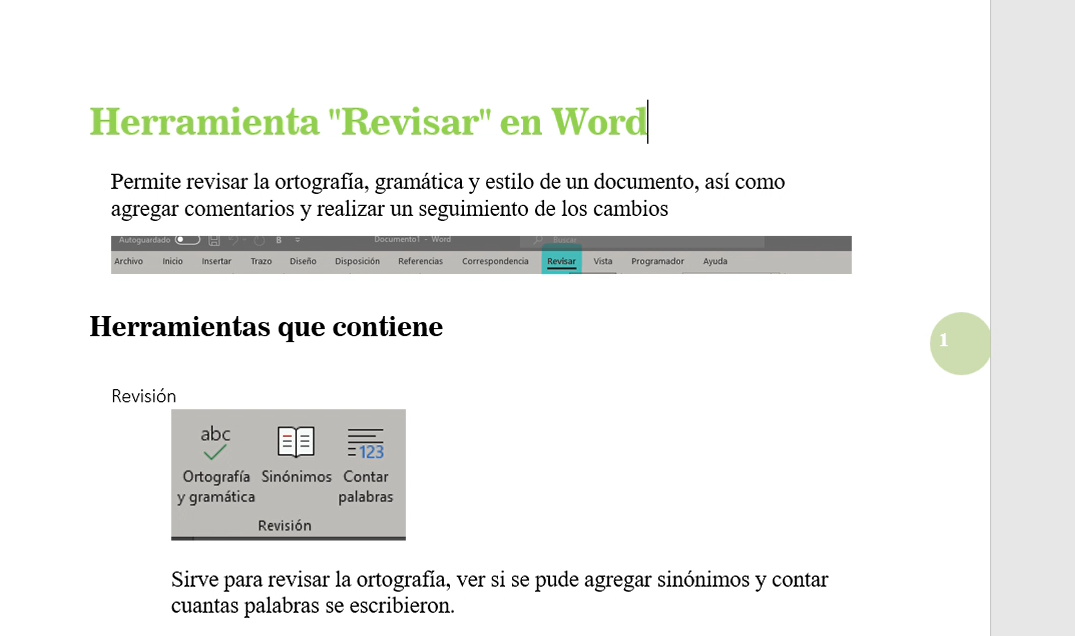 Herramienta "Revisar" en Word
Permite revisar la ortografía, gramática y estilo de un documento, así como
agregar comentarios y realizar un seguimiento de los cambios
Autoguardado Documento1 - Word Buscar
Archivo Inicio Insertar Trazo Diseño Disposición Referencias Correspondencia Revisar Vista Programador Ayuda
Herramientas que contiene
1
Revisión
abc 123
Ortografía Sinónimos Contar
y gramática palabras
Revisión
Sirve para revisar la ortografía, ver si se pude agregar sinónimos y contar
cuantas palabras se escribieron.